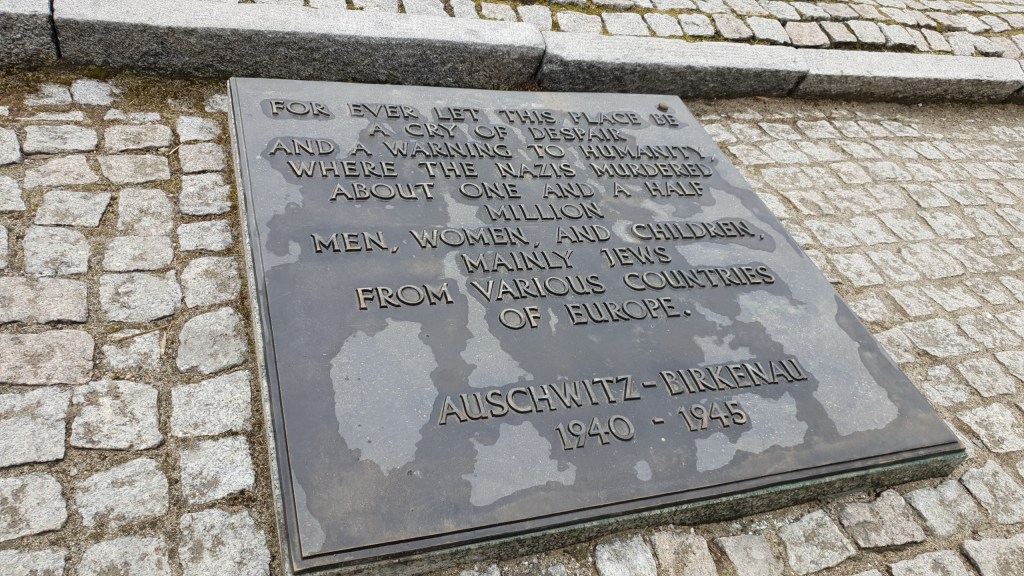 FOR EVER LET THIS PLACE BE
A CRY OF DESPAIR
AND A WARNING TO HUMANITY,
WHERE THE NAZIS MURDERED
ABOUT ONE AND A HALF
MILLION
MEN, WOMEN, AND CHILDREN,
MAINLY JEWS
FROM VARIOUS COUNTRIES
OF EUROPE.
AUSCHWITZ - BIRKENAU
1940 - 1945